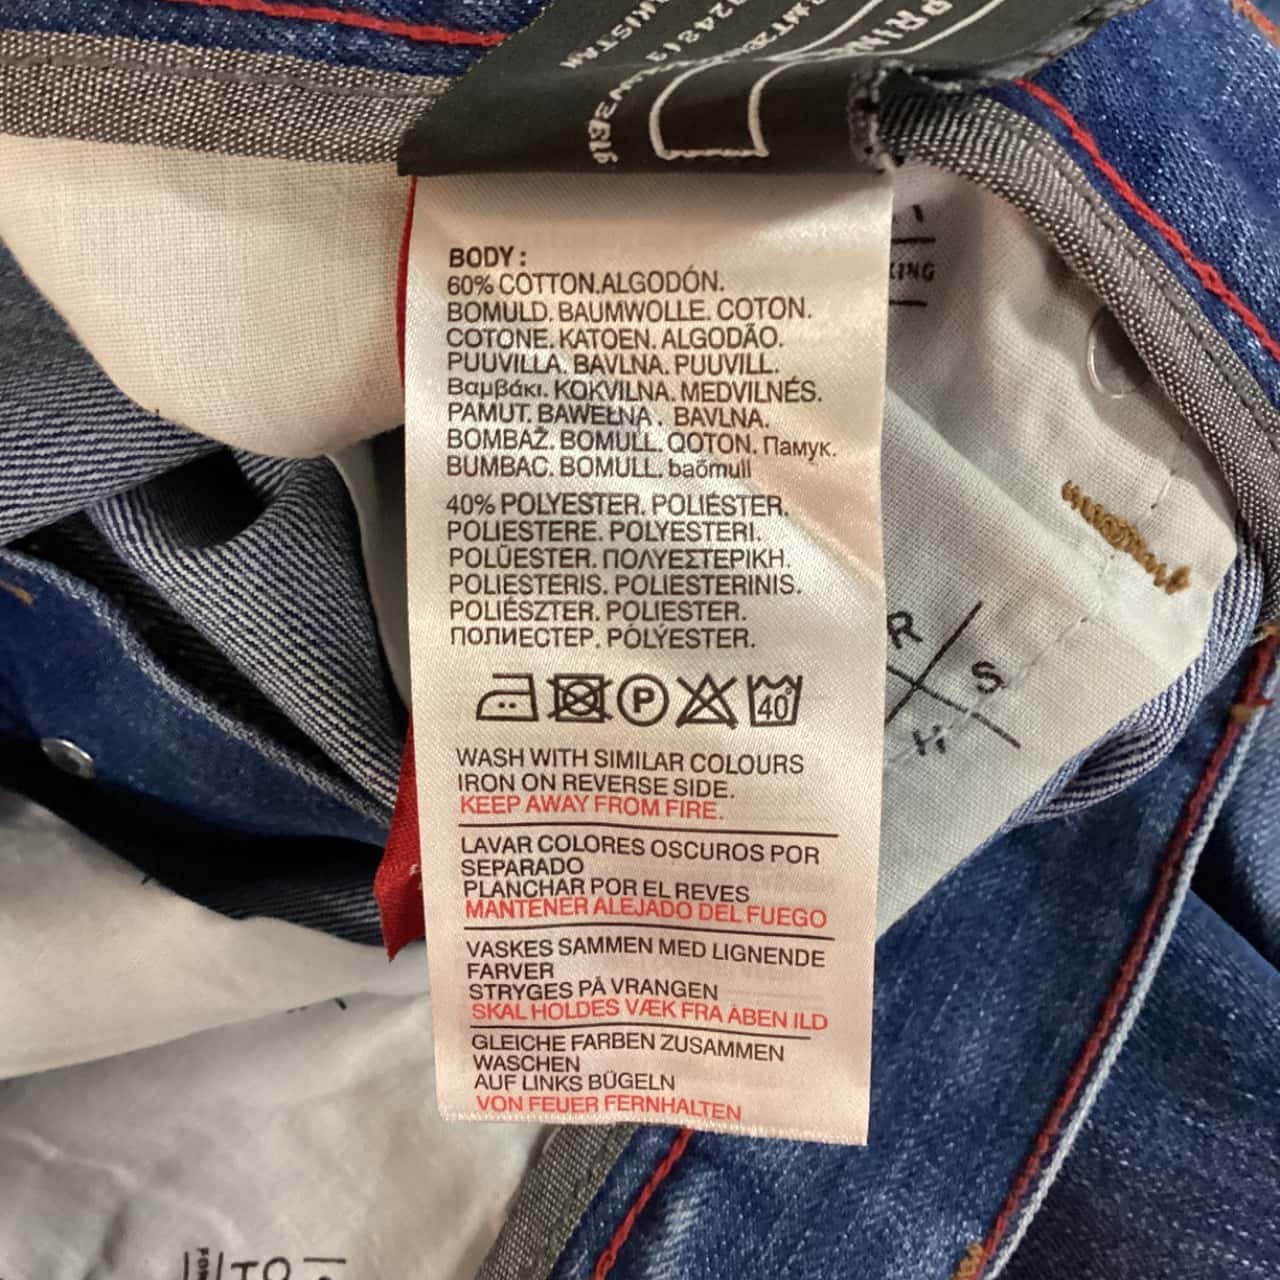 BODY :
60% COTTON.ALGODÓN.
BOMULD. BAUMWOLLE. COTON.
COTONE. KATOEN. ALGODÃO.
PUUVILLA. BAVLNA. PUUVILL.
Βαμβάκι. KOKVILNA. MEDVILNĖS.
PAMUT. BAWEŁNA . BAVLNA.
BOMBAŽ. BOMULL. QOTON. Памук.
BUMBAC. BOMULL. baõmull
40% POLYESTER. POLIÉSTER.
POLIESTERE. POLYESTERI.
POLÜESTER. ΠΟΛΥΕΣΤΕΡΙΚΗ.
POLIESTERIS. POLIESTERINIS.
POLIÉSZTER. POLIESTER.
ПОЛИЕСТЕР. PÓLÝESTER.
P
40°
WASH WITH SIMILAR COLOURS
IRON ON REVERSE SIDE.
KEEP AWAY FROM FIRE.
LAVAR COLORES OSCUROS POR
SEPARADO
PLANCHAR POR EL REVES
MANTENER ALEJADO DEL FUEGO
VASKES SAMMEN MED LIGNENDE
FARVER
STRYGES PÅ VRANGEN
SKAL HOLDES VÆK FRA ÅBEN ILD
GLEICHE FARBEN ZUSAMMEN
WASCHEN
AUF LINKS BÜGELN
VON FEUER FERNHALTEN
R
S
H
TO